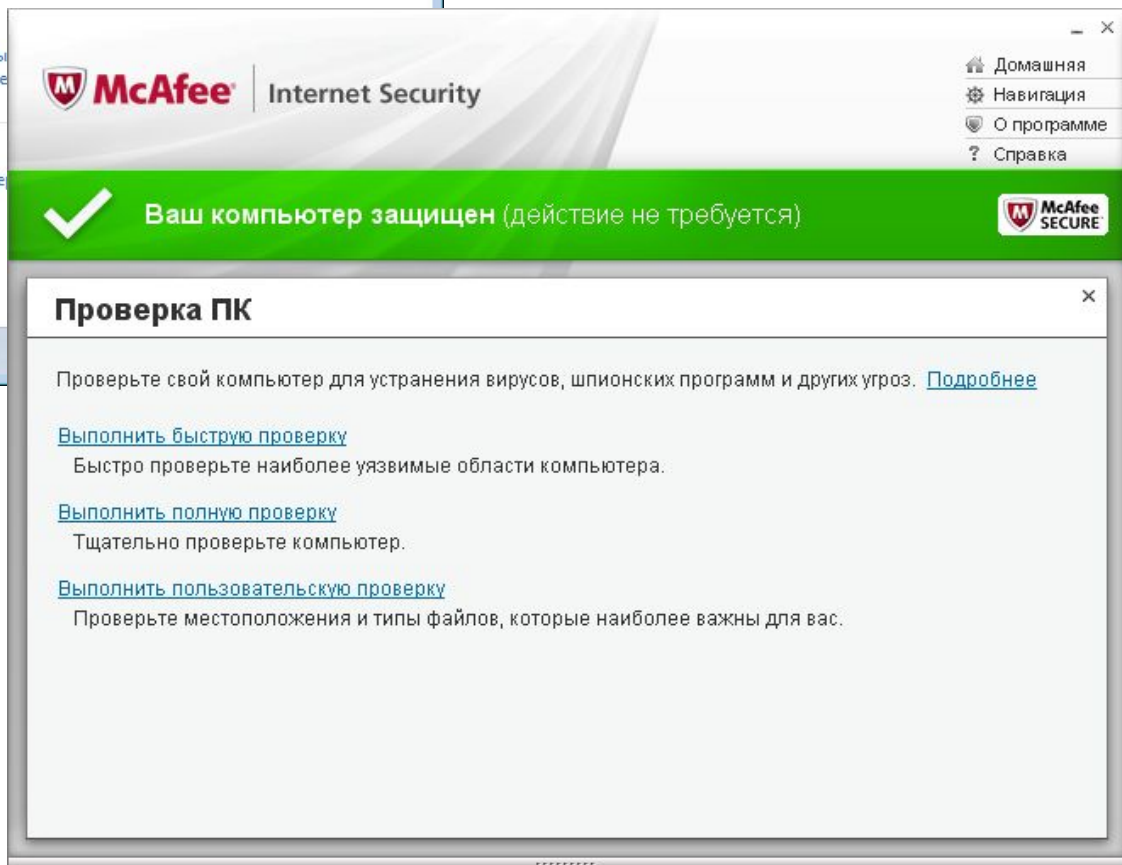 McAfee Internet Security
Домашняя
Навигация
О программе
? Справка
Ваш компьютер защищен (действие не требуется)
McAfee
SECURE
Проверка ПК
Проверьте свой компьютер для устранения вирусов, шпионских программ и других угроз. Подробнее
Выполнить быструю проверку
Быстро проверьте наиболее уязвимые области компьютера.
Выполнить полную проверку
Тщательно проверьте компьютер.
Выполнить пользовательскую проверку
Проверьте местоположения и типы файлов, которые наиболее важны для вас.